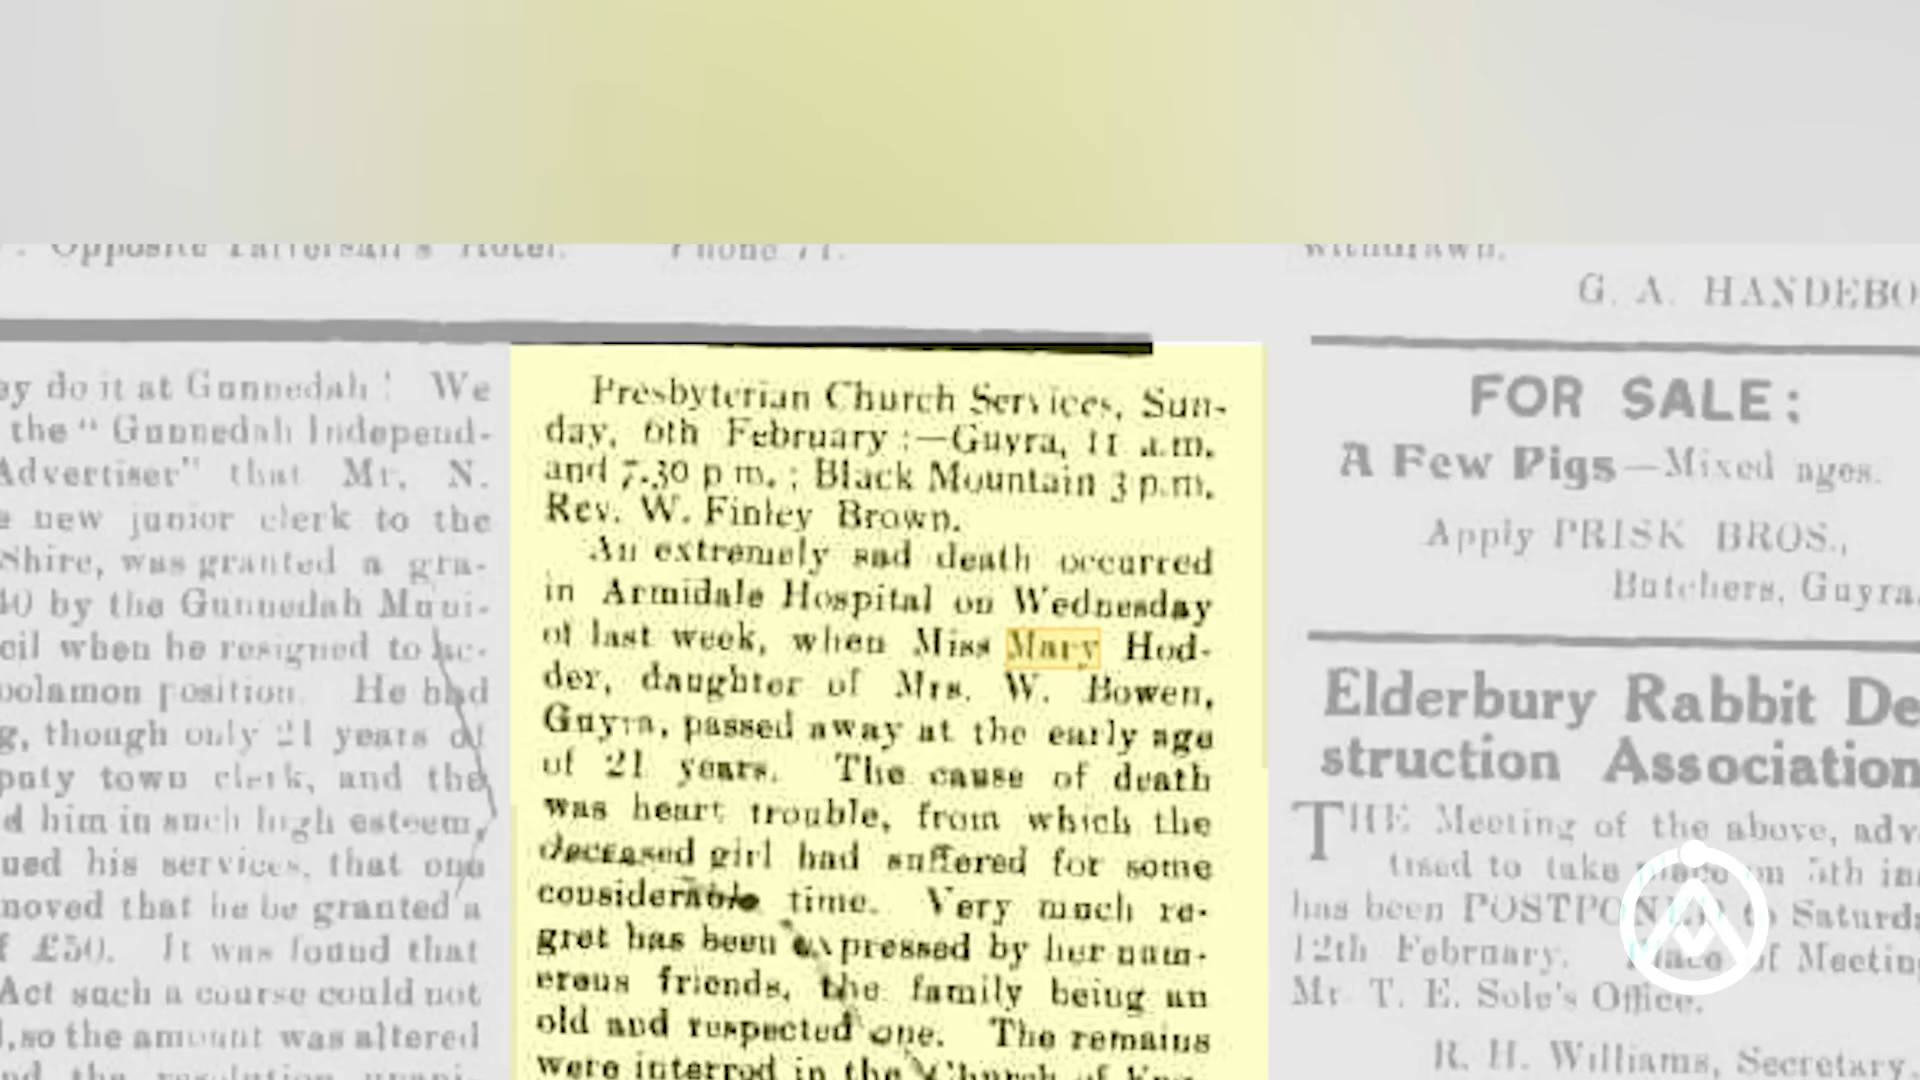 Opposite Tattersall's Hotel. Phone 71.
ay do it at Gunnedah! We
the "Gunnedah Independ-
Advertiser" that Mr. N.
e new junior clerk to the
Shire, was granted a gra-
40 by the Gunnedah Muni-
cil when he resigned to ac-
oolamon position. He had
g, though only 21 years of
puty town clerk, and the
d him in such high esteem,
ued his services, that one
moved that he be granted a
f £50. It was found that
Act such a course could not
l, so the amount was altered
Presbyterian Church Services, Sun-
day, 6th February :—Guyra, 11 a.m.
and 7.30 p m. ; Black Mountain 3 p.m.
Rev. W. Finley Brown.
An extremely sad death occurred
in Armidale Hospital on Wednesday
of last week, when Miss Mary Hod-
der, daughter of Mrs. W. Bowen,
Guyra, passed away at the early age
of 21 years. The cause of death
was heart trouble, from which the
deceased girl had suffered for some
considerable time. Very much re-
gret has been expressed by her num-
erous friends, the family being an
old and respected one. The remains
were interred in the Church of Eng-
withdrawn.
G. A. HANDEBO
FOR SALE:
A Few Pigs—Mixed ages.
Apply PRISK BROS.,
Butchers, Guyra.
Elderbury Rabbit De
struction Association
THE Meeting of the above, adv
tised to take place on 5th in
has been POSTPONED to Saturda
12th February. Place of Meeting
Mr T. E. Sole's Office.
R. H. Williams, Secretary.